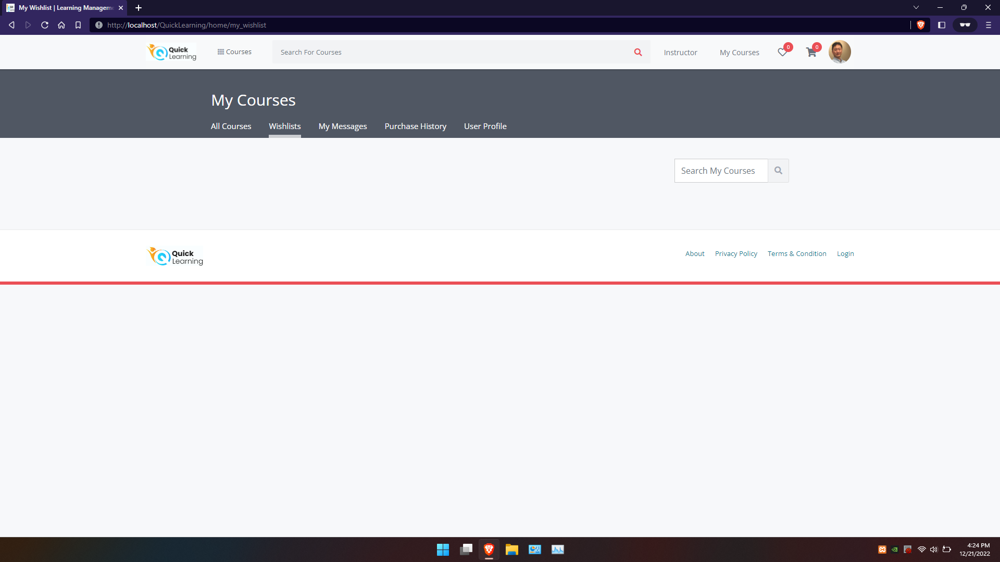 My Wishlist | Learning Managem
http://localhost/QuickLearning/home/my_wishlist
Quick
Learning
Courses
Search For Courses
Instructor
My Courses
0
0
My Courses
All Courses
Wishlists
My Messages
Purchase History
User Profile
Search My Courses
Quick
Learning
About
Privacy Policy
Terms & Condition
Login
4:24 PM
12/21/2022